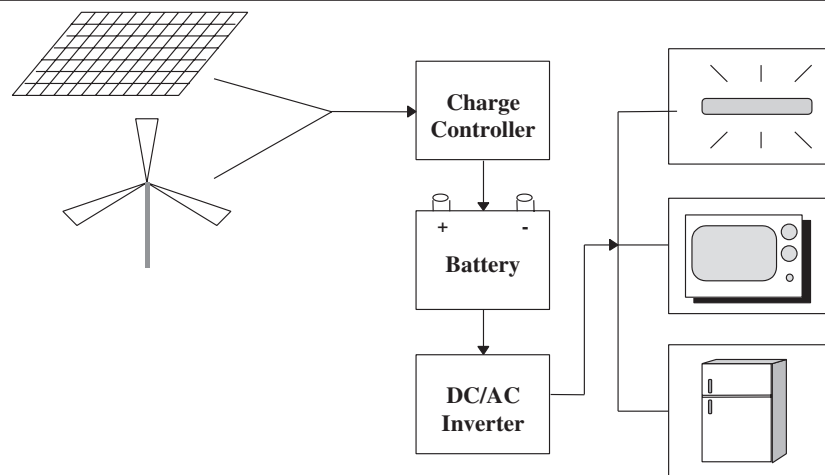 Charge
Controller
+ -
Battery
DC/AC
Inverter